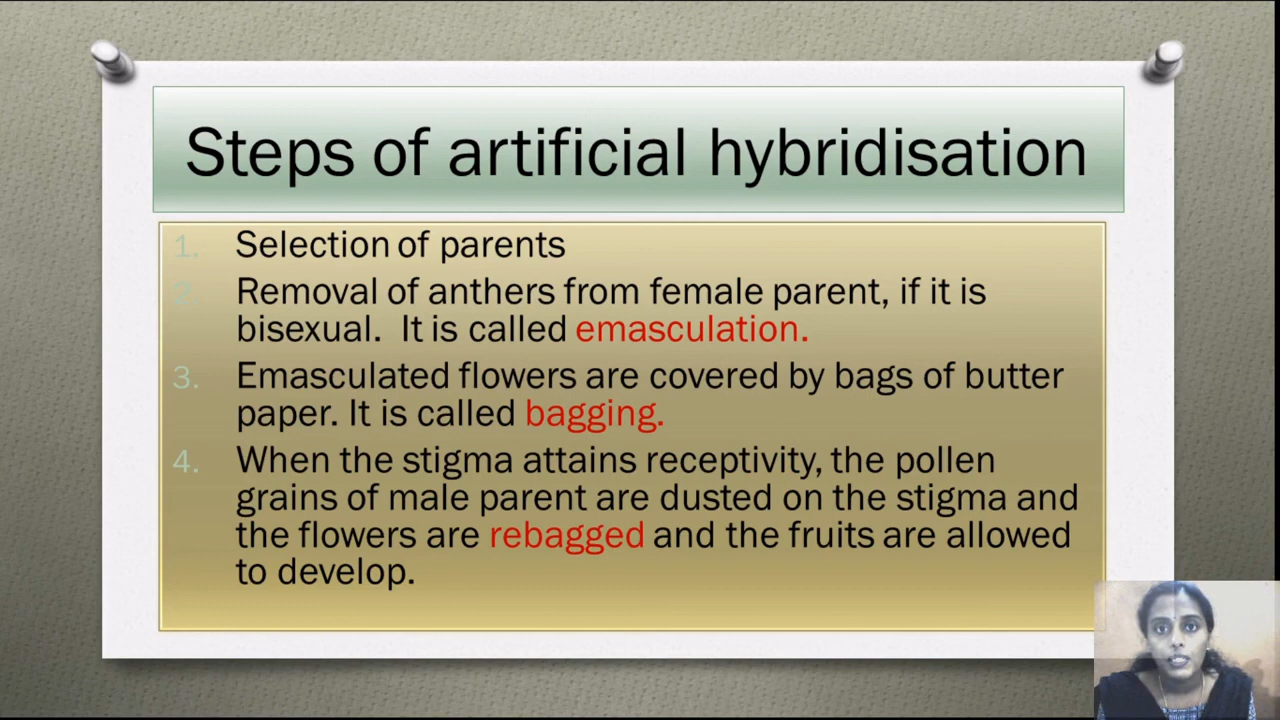 Steps of artificial hybridisation
1. Selection of parents
2. Removal of anthers from female parent, if it is
bisexual. It is called emasculation.
3. Emasculated flowers are covered by bags of butter
paper. It is called bagging.
4. When the stigma attains receptivity, the pollen
grains of male parent are dusted on the stigma and
the flowers are rebagged and the fruits are allowed
to develop.